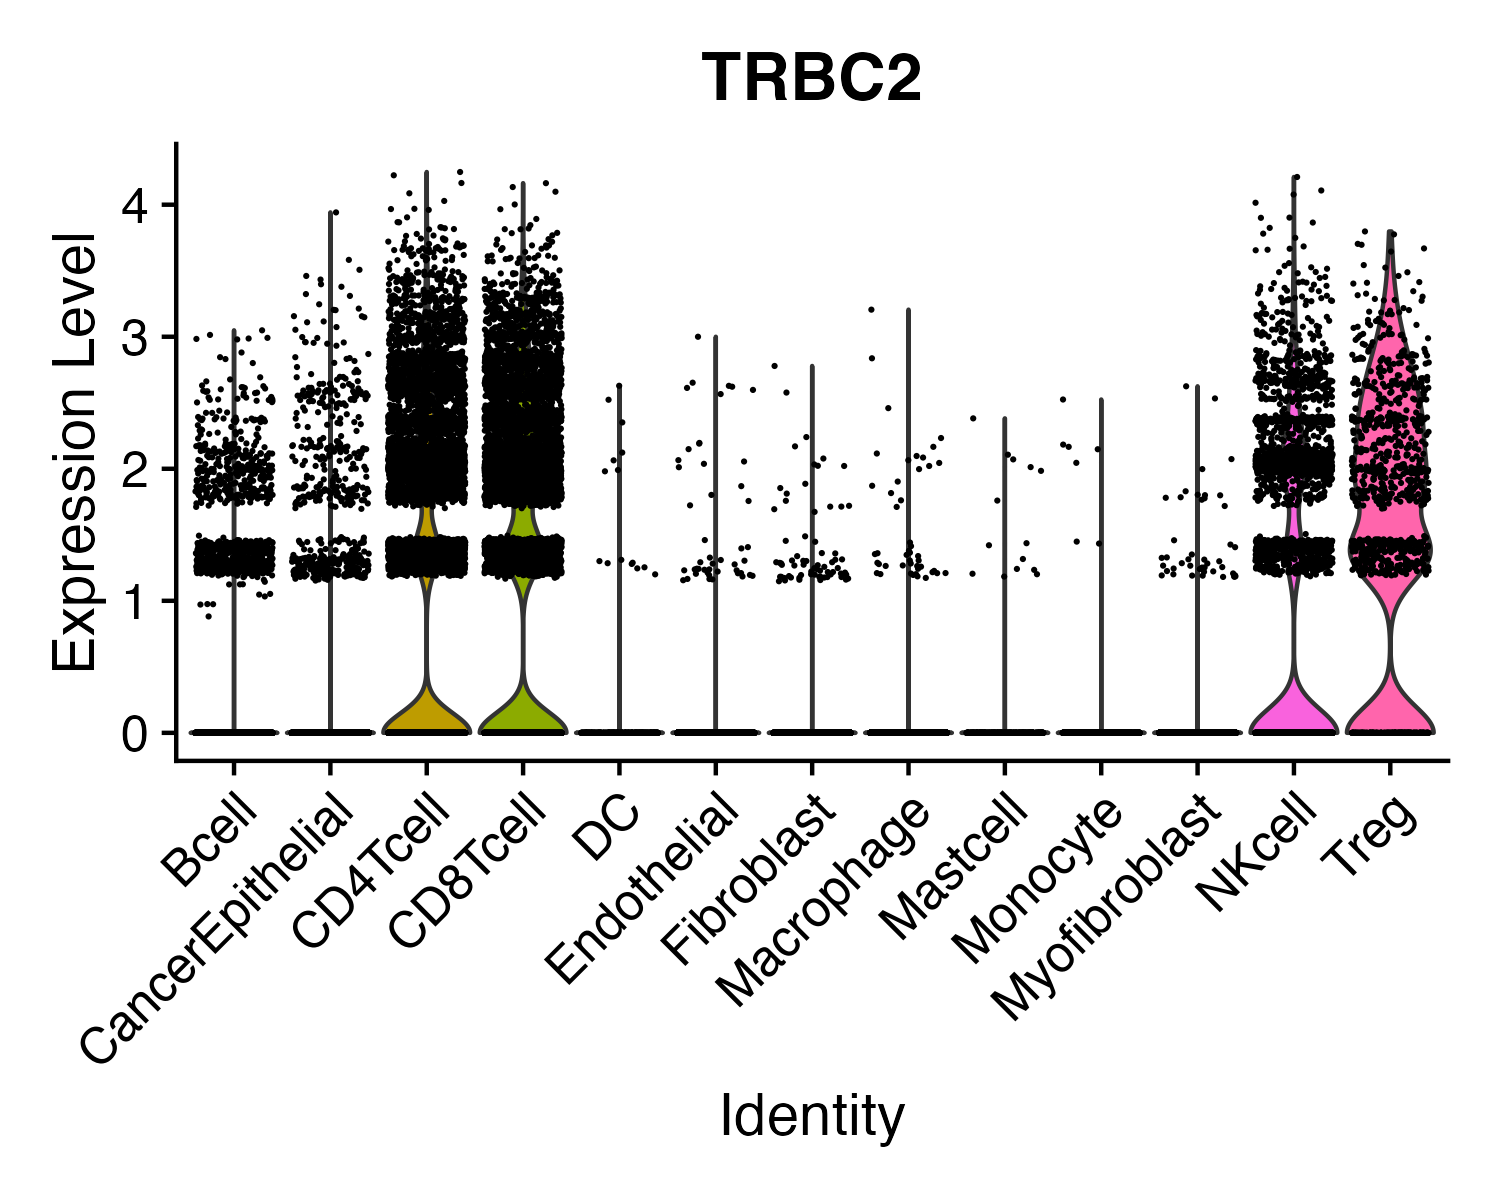 TRBC2
Expression Level
4
3
2
1
0
Bcell
CancerEpithelial
CD4Tcell
CD8Tcell
DC
Endothelial
Fibroblast
Macrophage
Mastcell
Monocyte
Myofibroblast
NKcell
Treg
Identity